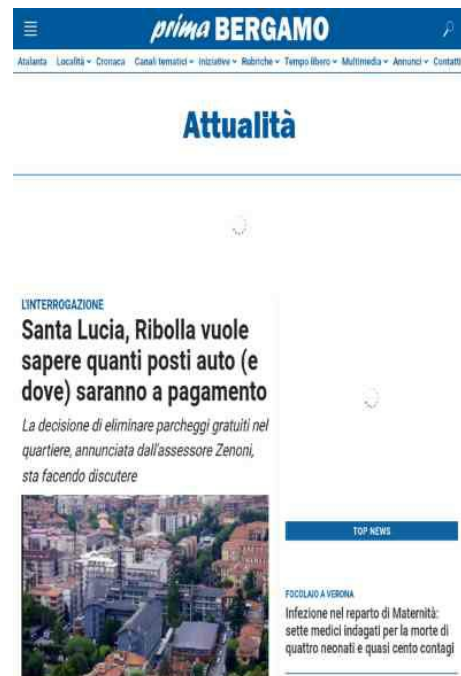 prima BERGAMO
Atalanta Località Cronaca Canali tematici Iniziative Rubriche Tempo libero Multimedia Annunci Contatti
Attualità
L'INTERROGAZIONE
Santa Lucia, Ribolla vuole
sapere quanti posti auto (e
dove) saranno a pagamento
La decisione di eliminare parcheggi gratuiti nel
quartiere, annunciata dall'assessore Zenoni,
sta facendo discutere
TOP NEWS
FOCOLAIO A VERONA
Infezione nel reparto di Maternità:
sette medici indagati per la morte di
quattro neonati e quasi cento contagi